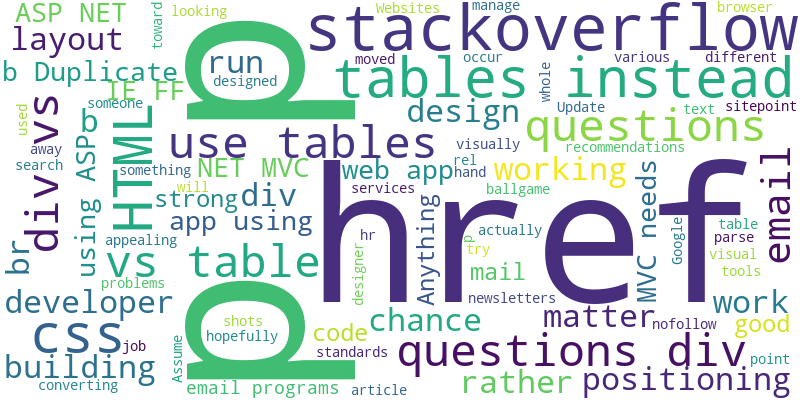 ASP NET
looking
Websites
manage
browser
toward
layout
stackoverflow
run
moved
occur
various
different
b Duplicate
designed
tables instead
whole
IE FF
someone
used
div vs
HTML
b
p
design
Update
text
sitepoint
questions
away
use tables
visually
recommendations
search
using ASP
something
NET MVC
web app
rel
hand
working
email
will
strong
div
services
ballgame
MVC needs
app using
href
Anything
actually
table
Google
parse
br
appealing
hr
p
try
visual
vs table
designer
mail
tools
problems
newsletters
developer
p
work
shots
chance
matter
nofollow
good
css
job
hopefully
code
building
Assume
standards
questions div
point
converting
email programs
article
rather
positioning